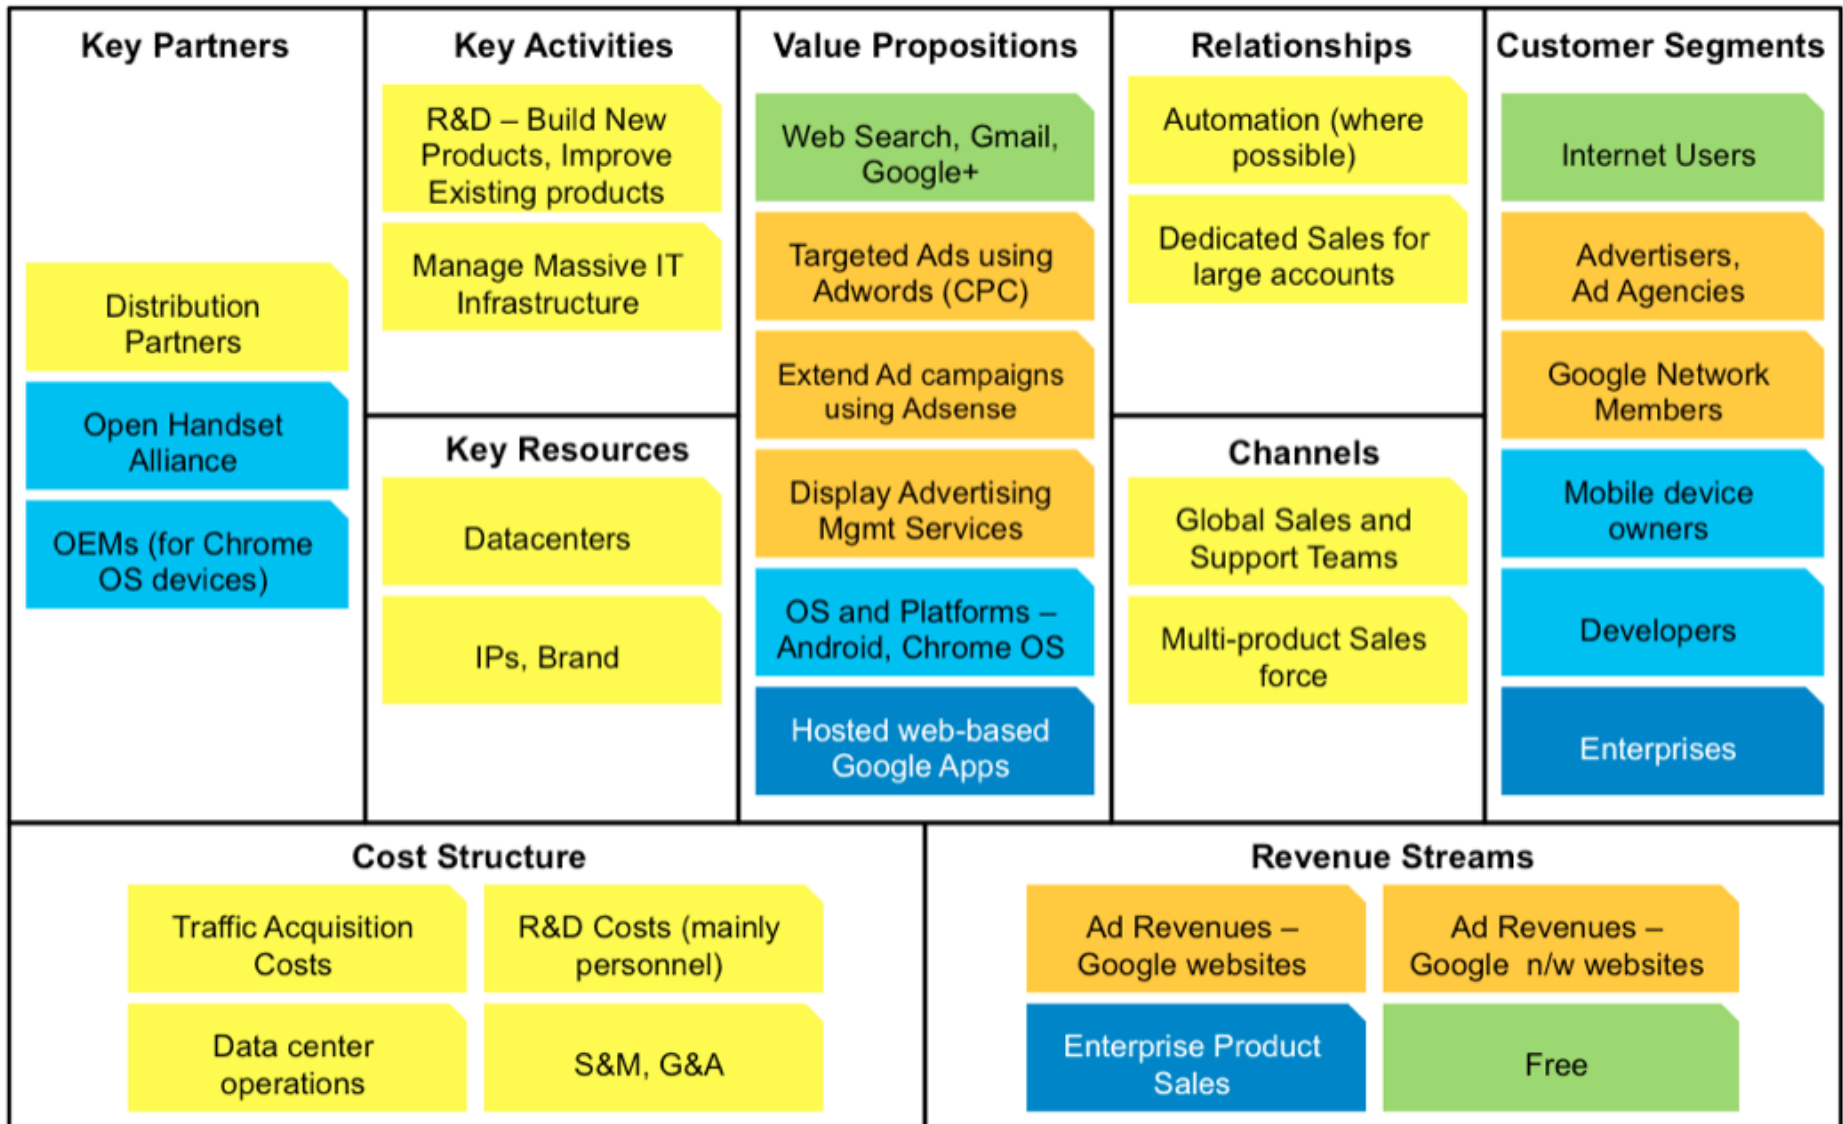 Key Partners
Distribution
Partners
Open Handset
Alliance
OEMs (for Chrome
OS devices)
Key Activities
R&D – Build New
Products, Improve
Existing products
Manage Massive IT
Infrastructure
Key Resources
Datacenters
IPs, Brand
Value Propositions
Web Search, Gmail,
Google+
Targeted Ads using
Adwords (CPC)
Extend Ad campaigns
using Adsense
Display Advertising
Mgmt Services
OS and Platforms –
Android, Chrome OS
Hosted web-based
Google Apps
Relationships
Automation (where
possible)
Dedicated Sales for
large accounts
Channels
Global Sales and
Support Teams
Multi-product Sales
force
Customer Segments
Internet Users
Advertisers,
Ad Agencies
Google Network
Members
Mobile device
owners
Developers
Enterprises
Cost Structure
Traffic Acquisition
Costs
R&D Costs (mainly
personnel)
Data center
operations
S&M, G&A
Revenue Streams
Ad Revenues –
Google websites
Ad Revenues –
Google n/w websites
Enterprise Product
Sales
Free